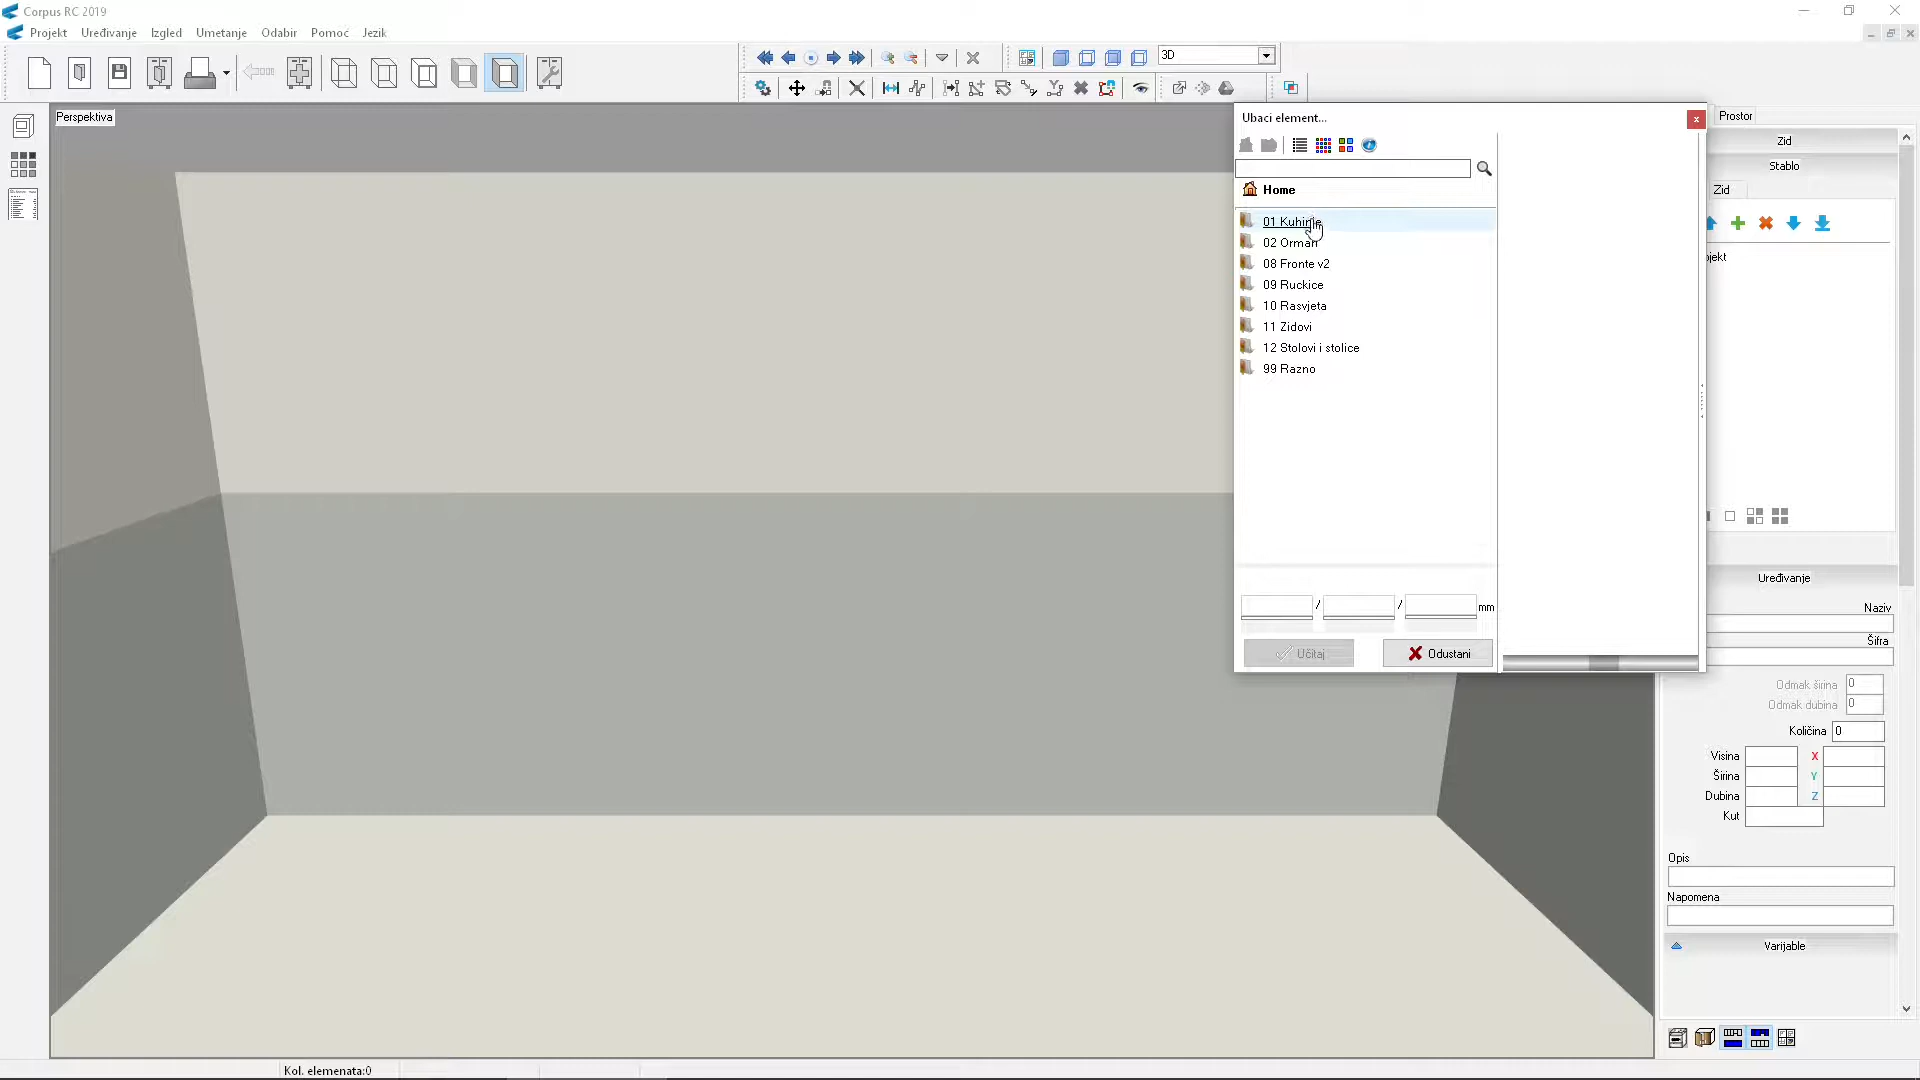 Corpus RC 2019
Projekt Uređivanje Izgled Umetanje Odabir Pomoć Jezik
3D
Perspektiva
Ubaci element...
Home
01 Kuhinje
02 Ormari
08 Fronte v2
09 Ruckice
10 Rasvjeta
11 Zidovi
12 Stolovi i stolice
99 Razno
/ / mm
Učitaj Odustani
Prostor
Zid
Stablo
Zid
Uređivanje
Naziv
Šifra
Odmak širina 0
Odmak dubina 0
Količina 0
Visina X
Širina Y
Dubina Z
Kut
Opis
Napomena
Varijable
Kol. elemenata:0